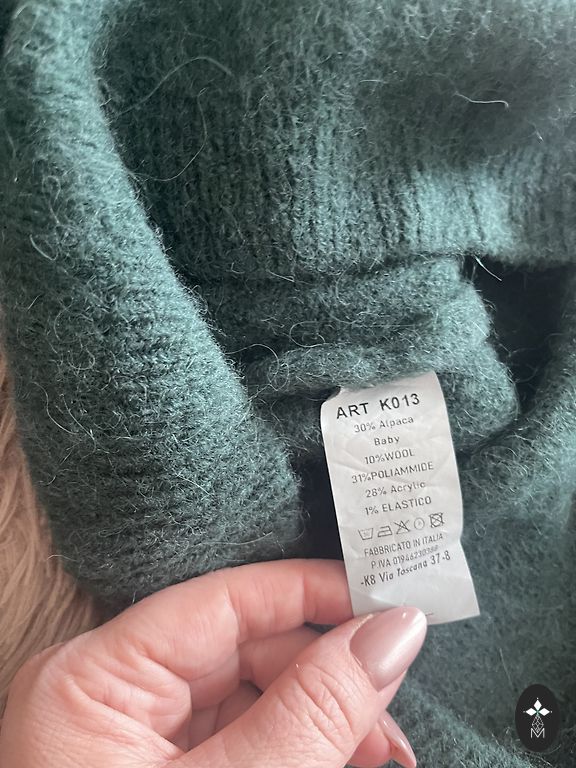 ART K013
30% Alpaca
Baby
10%WOOL
31%POLIAMMIDE
28% Acrylic
1% ELASTICO
FABBRICATO IN ITALIA
P.IVA
-K8 Via Toscana 37-8
M